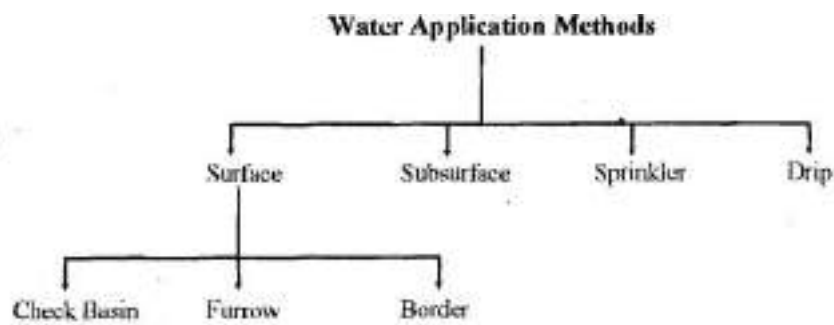 Water Application Methods
Surface Subsurface Sprinkler Drip
Check Basin Furrow Border